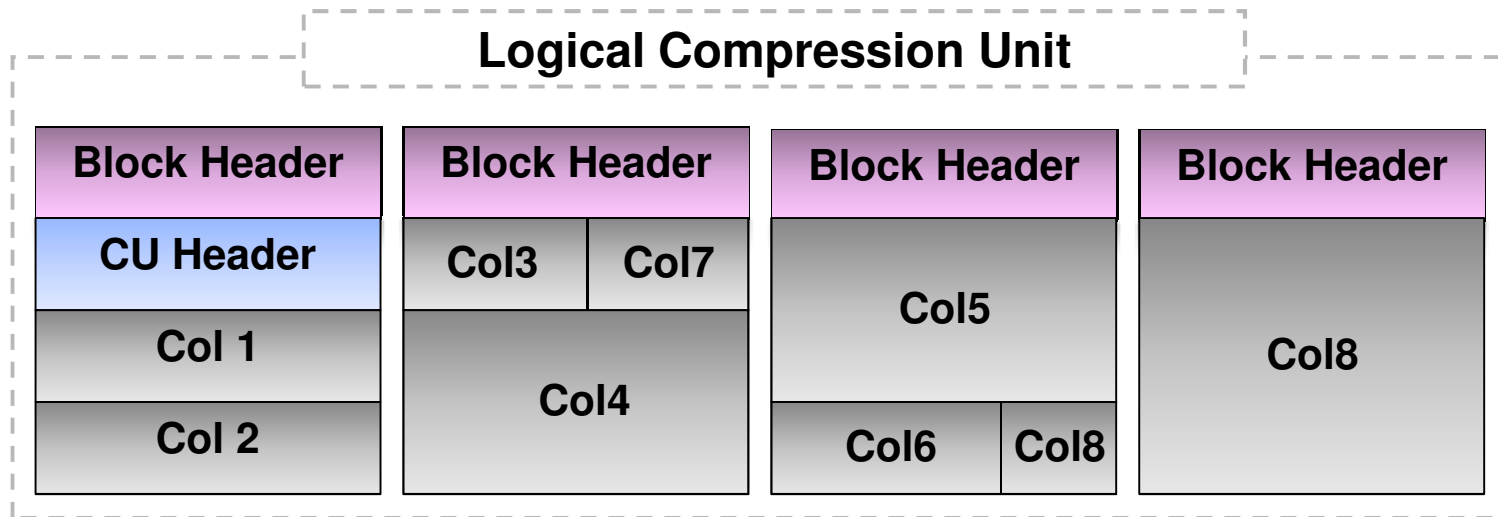 Logical Compression Unit
Block Header
CU Header
Col 1
Col 2
Block Header
Col3 Col7
Col4
Block Header
Col5
Col6 Col8
Block Header
Col8